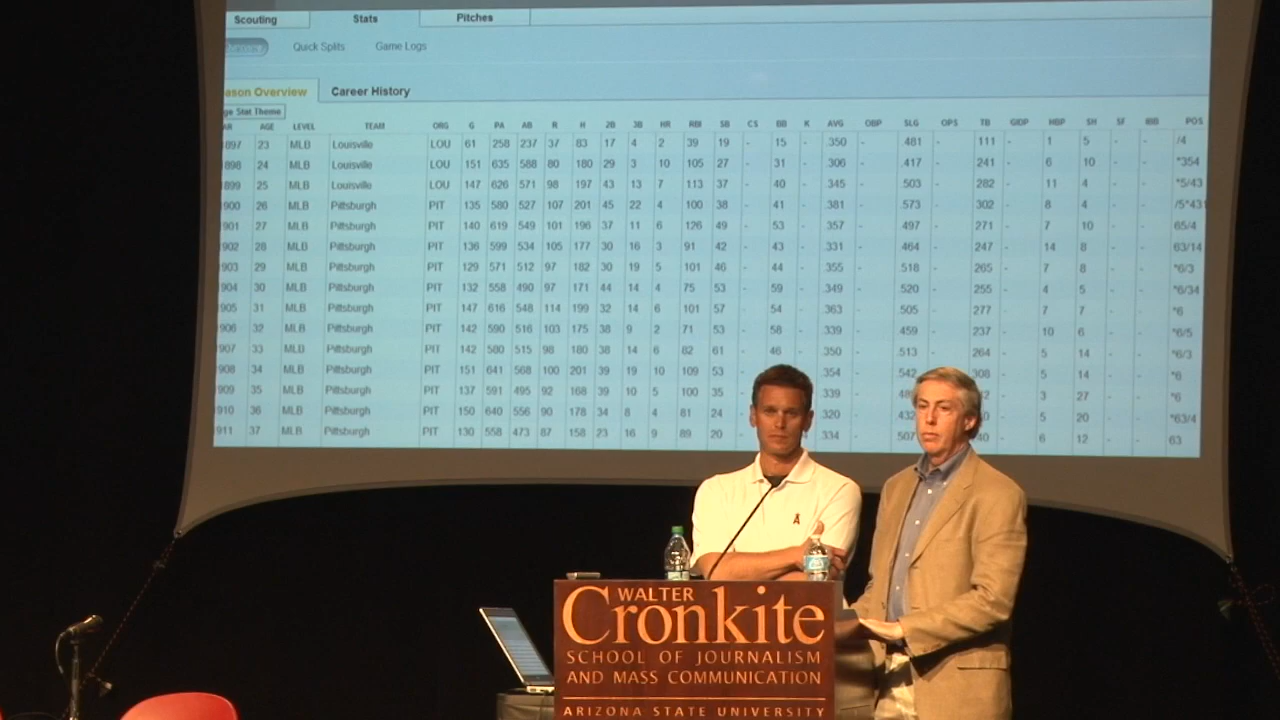 Scouting Stats Pitches
Quick Splits Game Logs
ason Overview Career History
ge Stat Theme
AR AGE LEVEL TEAM ORG G PA AB R H 2B 3B HR RBI SB CS BB K AVG OBP SLG OPS TB GIDP HBP SH SF IBB POS
1897 23 MLB Louisville LOU 61 258 237 37 83 17 4 2 39 19 - 15 - .350 - .481 - 111 - 1 5 - - /4
1898 24 MLB Louisville LOU 151 635 588 80 180 29 3 10 105 27 - 31 - .306 - .417 - 241 - 6 10 - - *354
1899 25 MLB Louisville LOU 147 626 571 98 197 43 13 7 113 37 - 40 - .345 - .503 - 282 - 11 4 - - *5/43
1900 26 MLB Pittsburgh PIT 135 580 527 107 201 45 22 4 100 38 - 41 - .381 - .573 - 302 - 8 4 - - /5*431
1901 27 MLB Pittsburgh PIT 140 619 549 101 196 37 11 6 126 49 - 53 - .357 - .497 - 271 - 7 10 - - 65/4
1902 28 MLB Pittsburgh PIT 136 599 534 105 177 30 16 3 91 42 - 43 - .331 - .464 - 247 - 14 8 - - 63/14
1903 29 MLB Pittsburgh PIT 129 571 512 97 182 30 19 5 101 46 - 44 - .355 - .518 - 265 - 7 8 - - *6/3
1904 30 MLB Pittsburgh PIT 132 558 490 97 171 44 14 4 75 53 - 59 - .349 - .520 - 255 - 4 5 - - *6/34
905 31 MLB Pittsburgh PIT 147 616 548 114 199 32 14 6 101 57 - 54 - .363 - .505 - 277 - 7 7 - - *6
906 32 MLB Pittsburgh PIT 142 590 516 103 175 38 9 2 71 53 - 58 - .339 - .459 - 237 - 10 6 - - *6/5
907 33 MLB Pittsburgh PIT 142 580 515 98 180 38 14 6 82 61 - 46 - .350 - .513 - 264 - 5 14 - - *6/3
908 34 MLB Pittsburgh PIT 151 641 568 100 201 39 19 10 109 53 .354 - .542 308 - 5 14 - - *6
909 35 MLB Pittsburgh PIT 137 591 495 92 168 39 10 5 100 35 .339 - 3 27 - - *6
1910 36 MLB Pittsburgh PIT 150 640 556 90 178 34 8 4 81 24 - .320 - 5 20 - - *63/4
1911 37 MLB Pittsburgh PIT 130 558 473 87 158 23 16 9 89 20 - .334 - 507 40 - 6 12 - - 63
A
WALTER
Cronkite
SCHOOL OF JOURNALISM
AND MASS COMMUNICATION
ARIZONA STATE UNIVERSITY